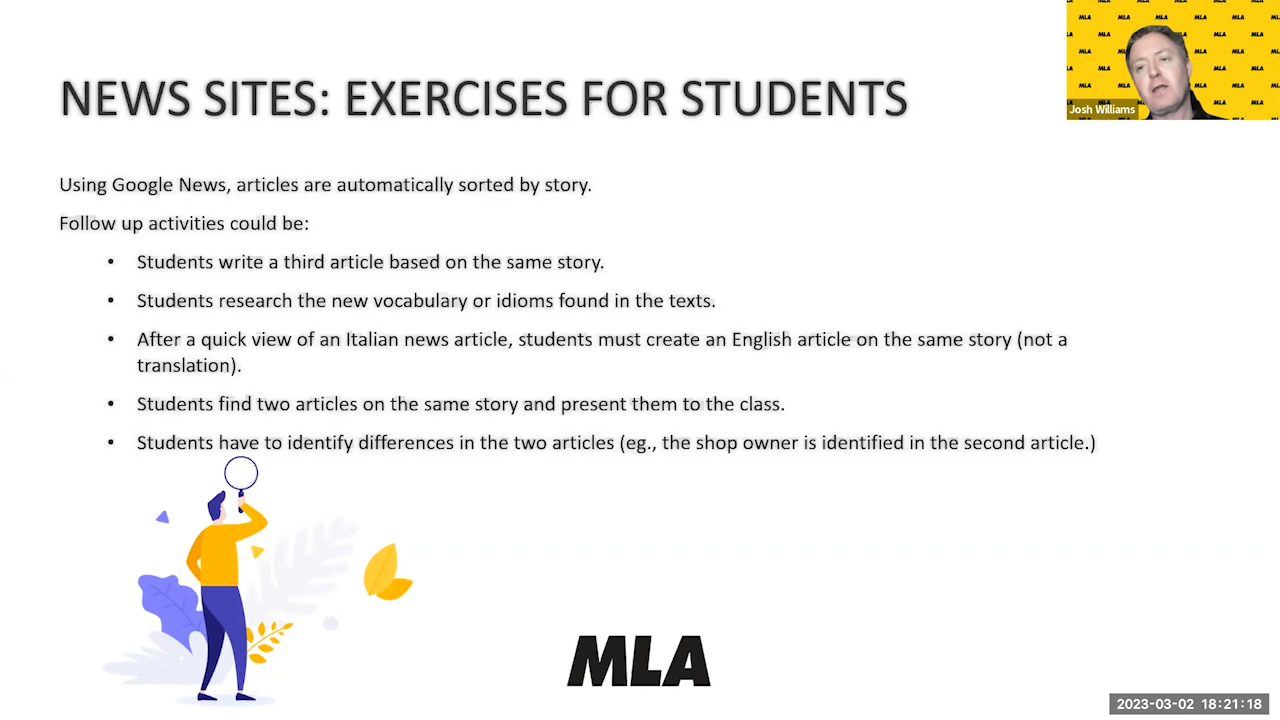 NEWS SITES: EXERCISES FOR STUDENTS
Josh Williams
Using Google News, articles are automatically sorted by story.
Follow up activities could be:
• Students write a third article based on the same story.
• Students research the new vocabulary or idioms found in the texts.
• After a quick view of an Italian news article, students must create an English article on the same story (not a
translation).
• Students find two articles on the same story and present them to the class.
• Students have to identify differences in the two articles (eg., the shop owner is identified in the second article.)
MLA
2023-03-02 18:21:18